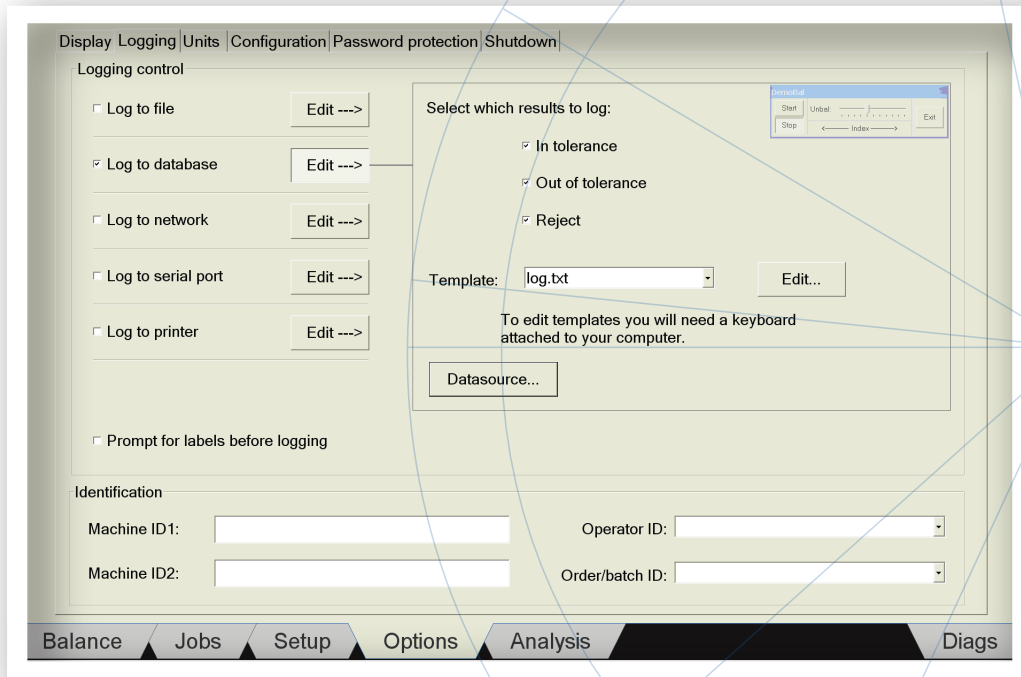 Display Logging Units Configuration Password protection Shutdown
Logging control
Log to file Edit --->
Log to database Edit --->
Log to network Edit --->
Log to serial port Edit --->
Log to printer Edit --->
Prompt for labels before logging
Select which results to log:
In tolerance
Out of tolerance
Reject
Template: log.txt Edit...
To edit templates you will need a keyboard
attached to your computer.
Datasource...
DemoBal
Start Unbal: Exit
Stop Index
Identification
Machine ID1: Operator ID:
Machine ID2: Order/batch ID:
Balance Jobs Setup Options Analysis Diags